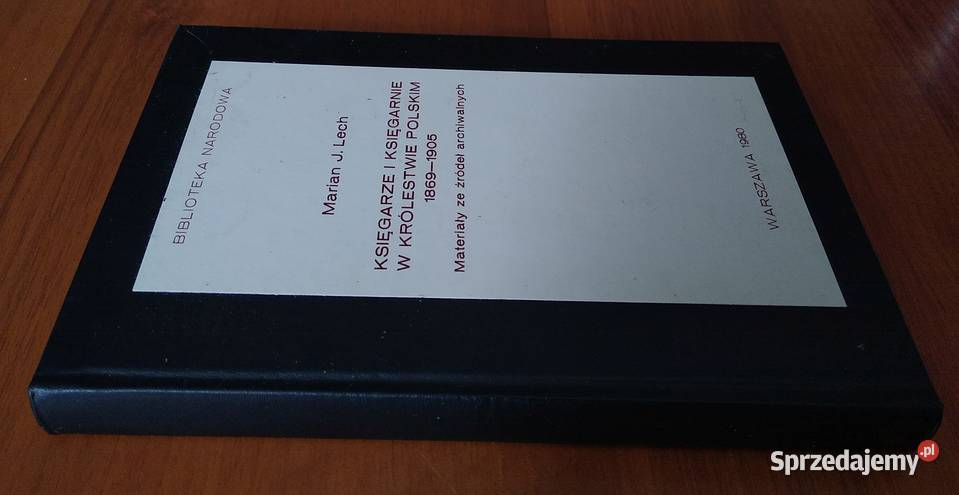 BIBLIOTEKA NARODOWA
Marian J. Lech
KSIĘGARZE I KSIĘGARNIE
W KRÓLESTWIE POLSKIM
1869—1905
Materiały ze źródeł archiwalnych
WARSZAWA 1980
Sprzedajemy.pl